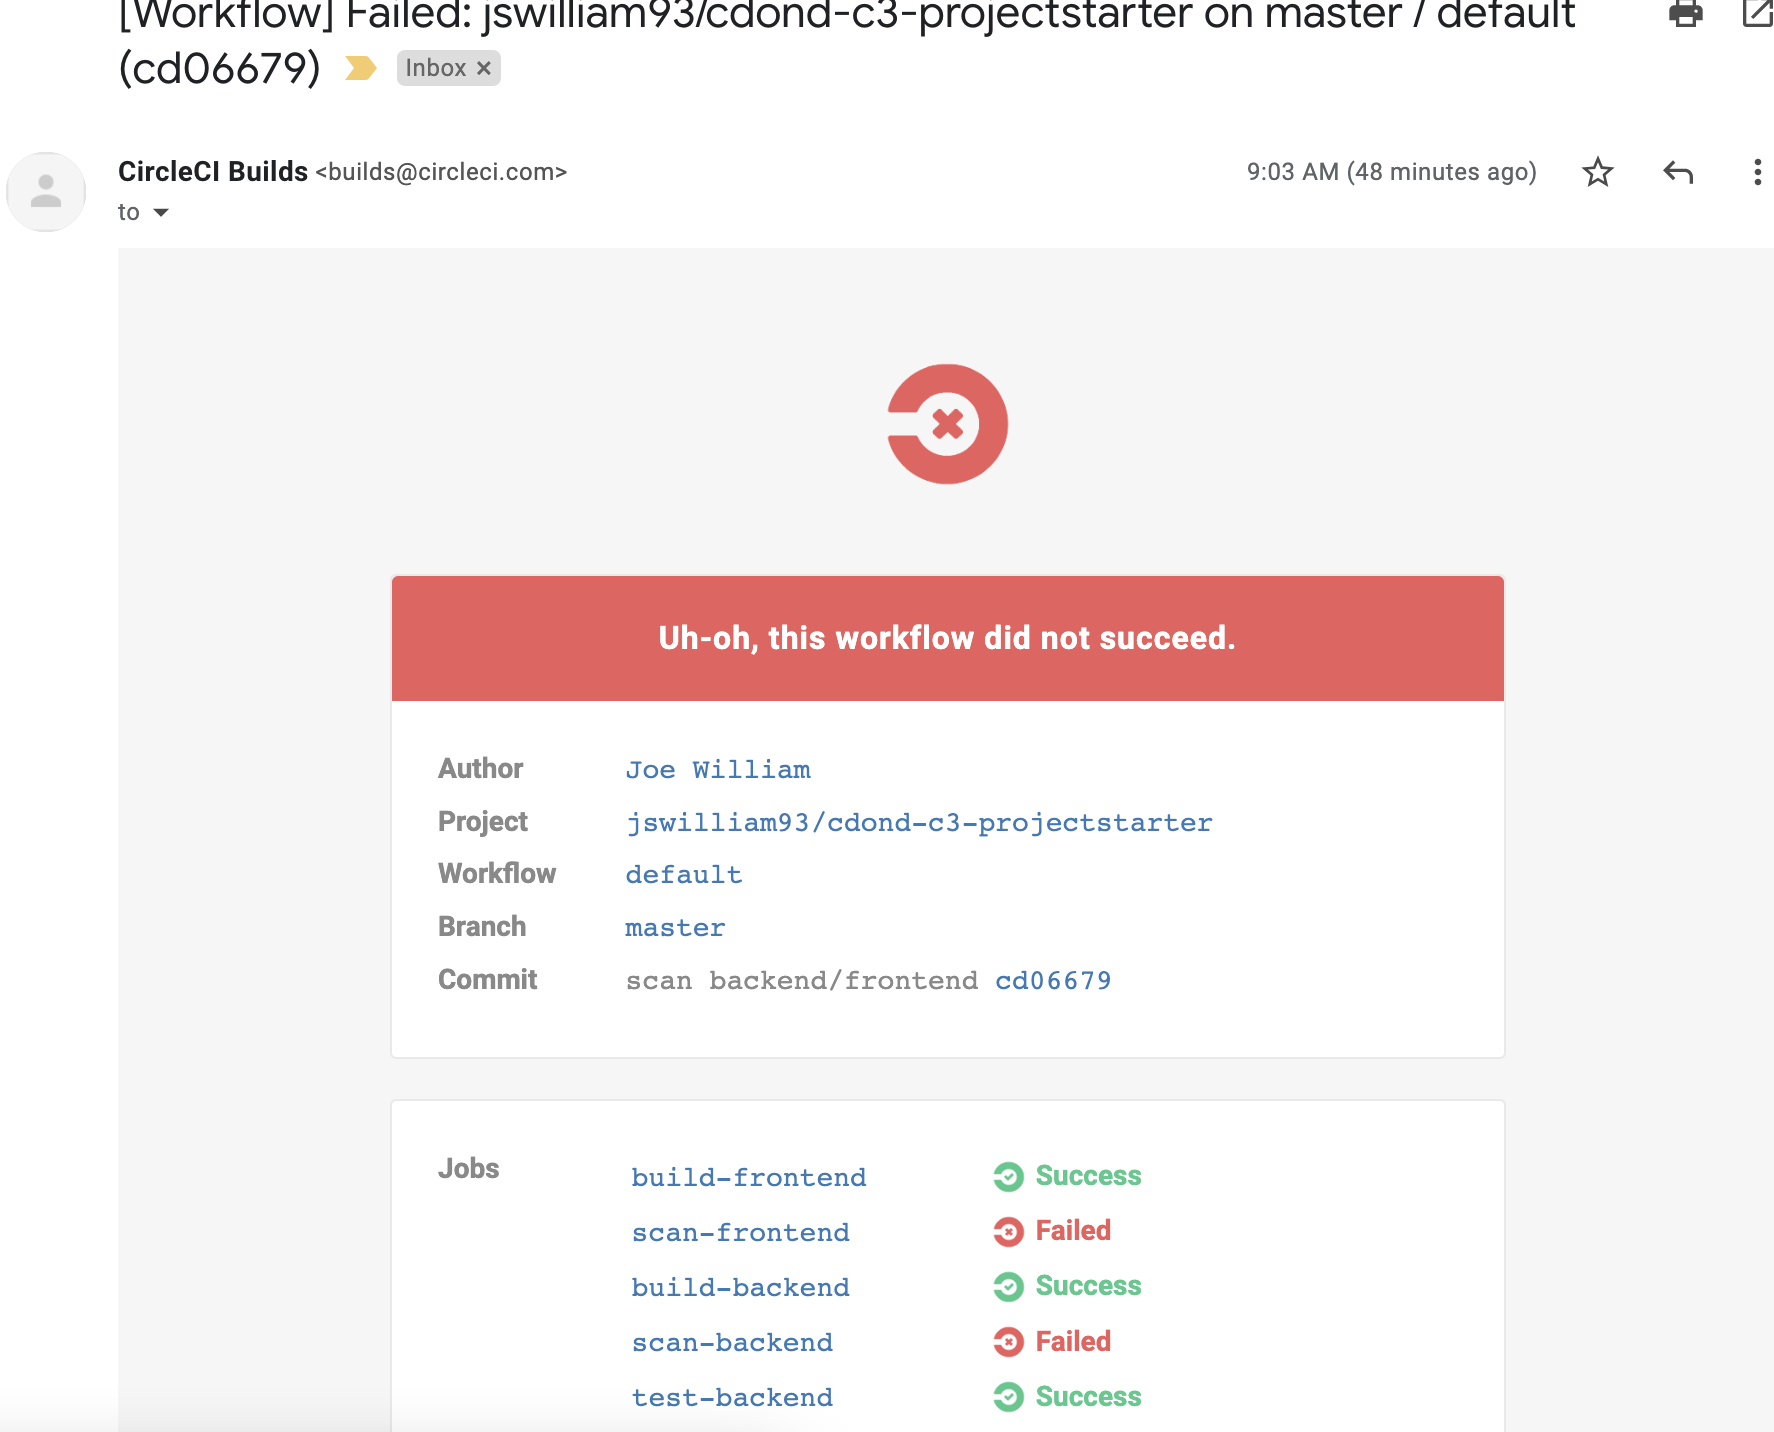 [Workflow] Failed: jswilliam93/cdond-c3-projectstarter on master / default
(cd06679) Inbox ×
CircleCI Builds <builds@circleci.com> 9:03 AM (48 minutes ago)
to
Uh-oh, this workflow did not succeed.
Author Joe William
Project jswilliam93/cdond-c3-projectstarter
Workflow default
Branch master
Commit scan backend/frontend cd06679
Jobs build-frontend Success
scan-frontend Failed
build-backend Success
scan-backend Failed
test-backend Success